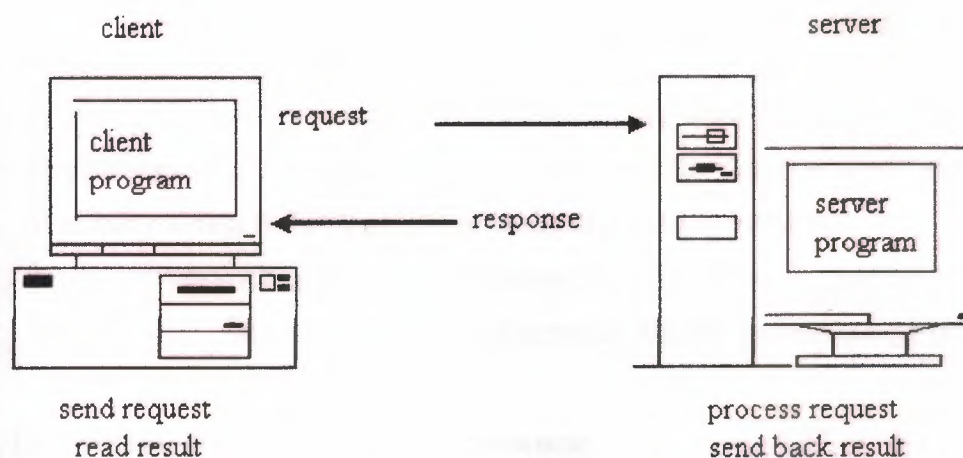 client
server
request
client
program
response
server
program
send request
read result
process request
send back result